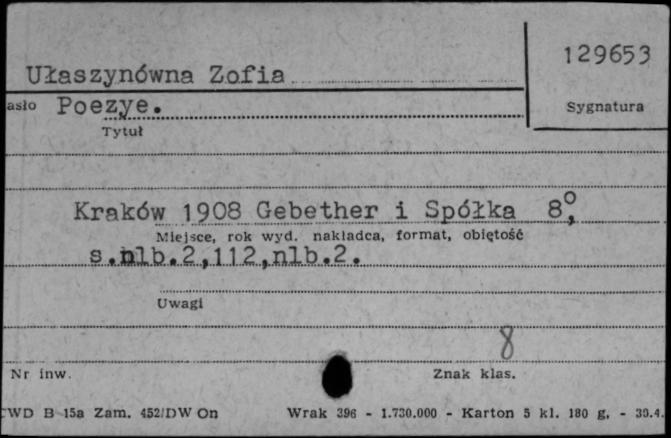 129653
Ułaszynówna Zofia
asło Poezye.
Sygnatura
Tytuł
Kraków 1908 Gebether i Spółka 8°,
Miejsce, rok wyd. nakładca, format, objętość
s.nlb.2,112,nlb.2.
Uwagi
8
Nr inw.
Znak klas.
CWD B 15a Zam. 452/DW On Wrak 396 - 1.730.000 - Karton 5 kl. 180 g, - 30.4.